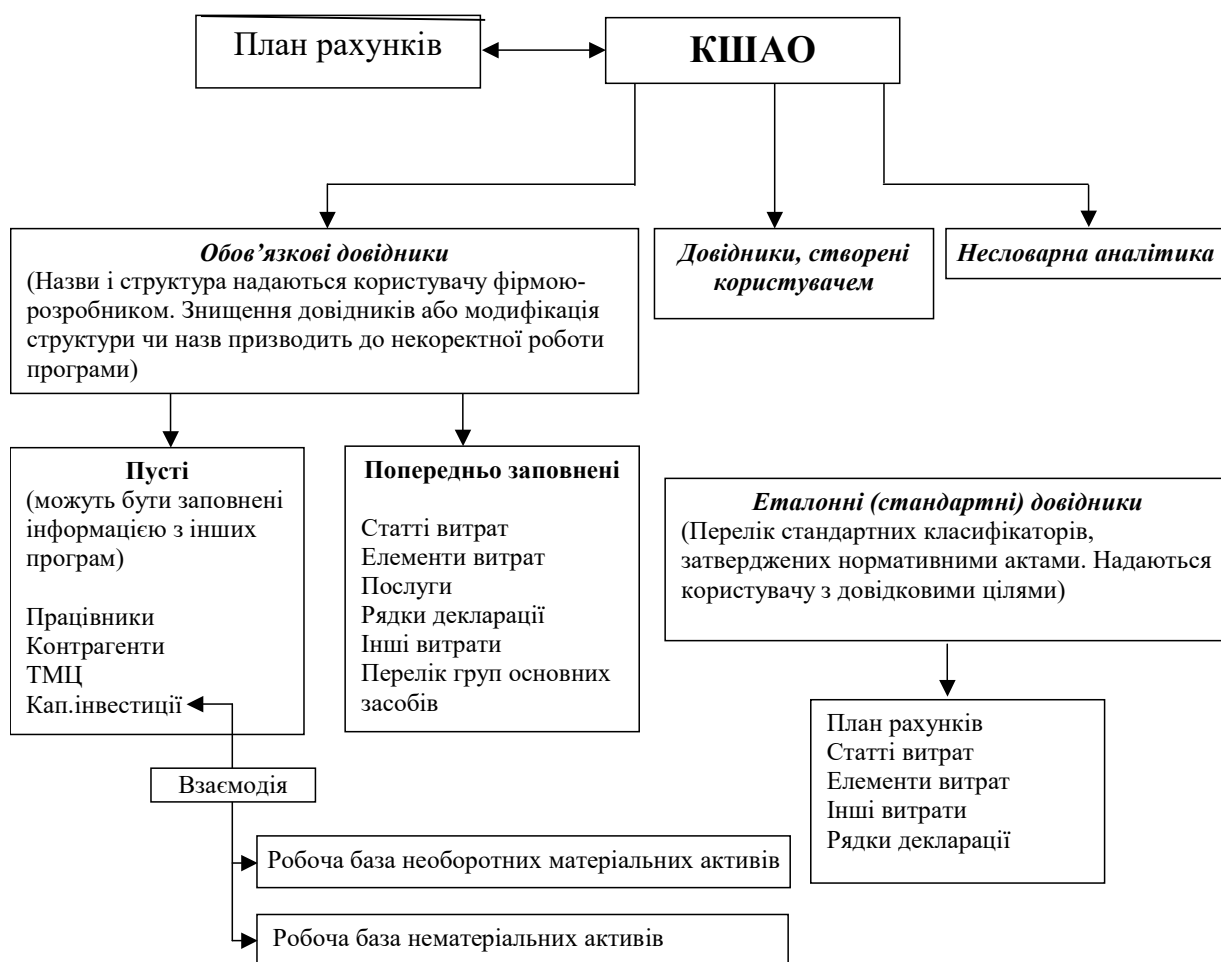 План рахунків
КШАО
Обов’язкові довідники
(Назви і структура надаються користувачу фірмою-
розробником. Знищення довідників або модифікація
структури чи назв призводить до некоректної роботи
програми)
Довідники, створені
користувачем
Несловарна аналітика
Пусті
(можуть бути заповнені
інформацією з інших
програм)
Працівники
Контрагенти
ТМЦ
Кап.інвестиції
Попередньо заповнені
Статті витрат
Елементи витрат
Послуги
Рядки декларації
Інші витрати
Перелік груп основних
засобів
Еталонні (стандартні) довідники
(Перелік стандартних класифікаторів,
затверджених нормативними актами. Надаються
користувачу з довідковими цілями)
План рахунків
Статті витрат
Елементи витрат
Інші витрати
Рядки декларації
Взаємодія
Робоча база необоротних матеріальних активів
Робоча база нематеріальних активів